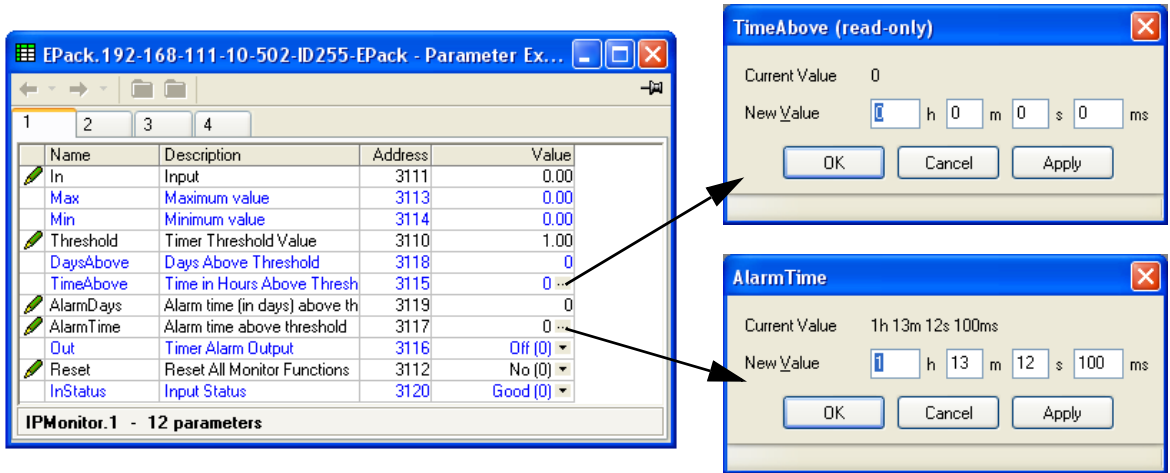 EPack.192-168-111-10-502-ID255-EPack - Parameter Ex...
1 2 3 4
Name Description Address Value
In Input 3111 0.00
Max Maximum value 3113 0.00
Min Minimum value 3114 0.00
Threshold Timer Threshold Value 3110 1.00
DaysAbove Days Above Threshold 3118 0
TimeAbove Time in Hours Above Thresh 3115 0 ...
AlarmDays Alarm time (in days) above th 3119 0
AlarmTime Alarm time above threshold 3117 0 ...
Out Timer Alarm Output 3116 Off (0)
Reset Reset All Monitor Functions 3112 No (0)
InStatus Input Status 3120 Good (0)
IPMonitor.1 - 12 parameters
TimeAbove (read-only)
Current Value 0
New Value 0 h 0 m 0 s 0 ms
OK Cancel Apply
AlarmTime
Current Value 1h 13m 12s 100ms
New Value 1 h 13 m 12 s 100 ms
OK Cancel Apply